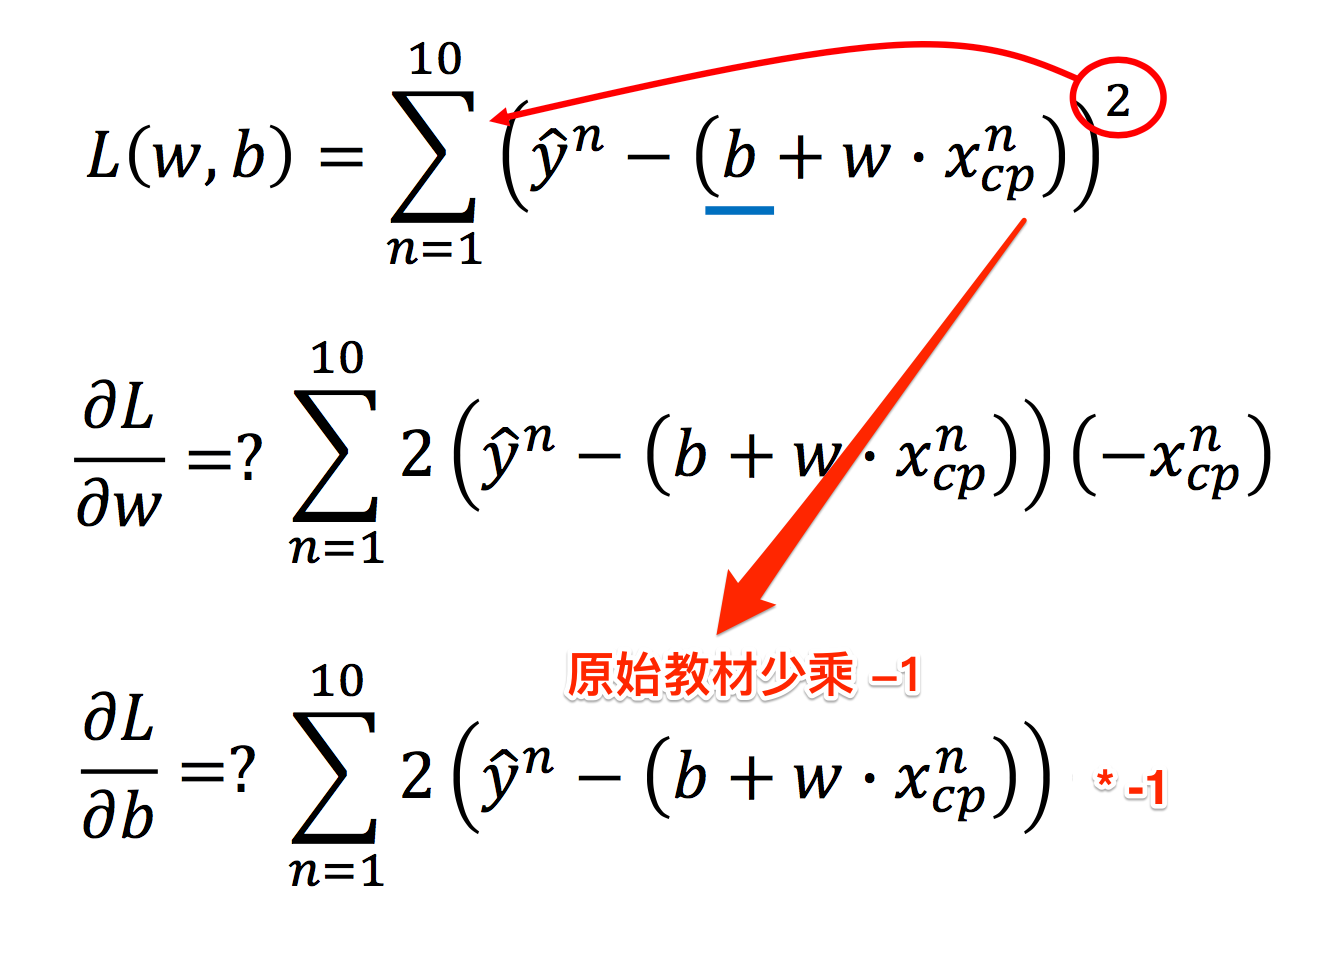 L(w, b) = \sum_{n=1}^{10} \left( \hat{y}^n - \left( b + w \cdot x_{cp}^n \right) \right)^2
\frac{\partial L}{\partial w} =? \sum_{n=1}^{10} 2 \left( \hat{y}^n - \left( b + w \cdot x_{cp}^n \right) \right) \left( -x_{cp}^n \right)
原始教材少乘 –1
\frac{\partial L}{\partial b} =? \sum_{n=1}^{10} 2 \left( \hat{y}^n - \left( b + w \cdot x_{cp}^n \right) \right) * -1